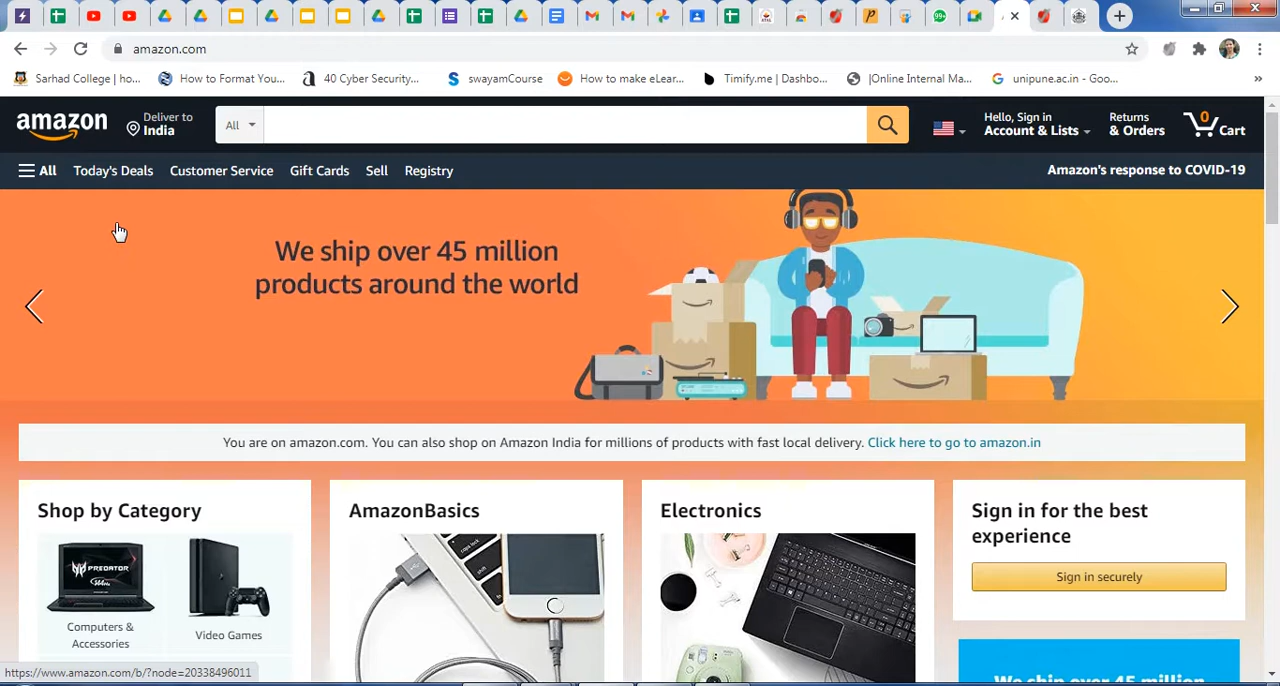 99+
amazon.com
Sarhad College | ho...
How to Format You...
40 Cyber Security...
swayamCourse
How to make eLear...
Timify.me | Dashbo...
|Online Internal Ma...
unipune.ac.in - Goo...
»
amazon
Deliver to
India
All
Hello, Sign in
Account & Lists
Returns
& Orders
0
Cart
All
Today's Deals
Customer Service
Gift Cards
Sell
Registry
Amazon's response to COVID-19
We ship over 45 million
products around the world
You are on amazon.com. You can also shop on Amazon India for millions of products with fast local delivery. Click here to go to amazon.in
Shop by Category
AmazonBasics
Electronics
Sign in for the best
experience
Sign in securely
PREDATOR
Computers &
Accessories
Video Games
We ship over 45 million
https://www.amazon.com/b/?node=20338496011